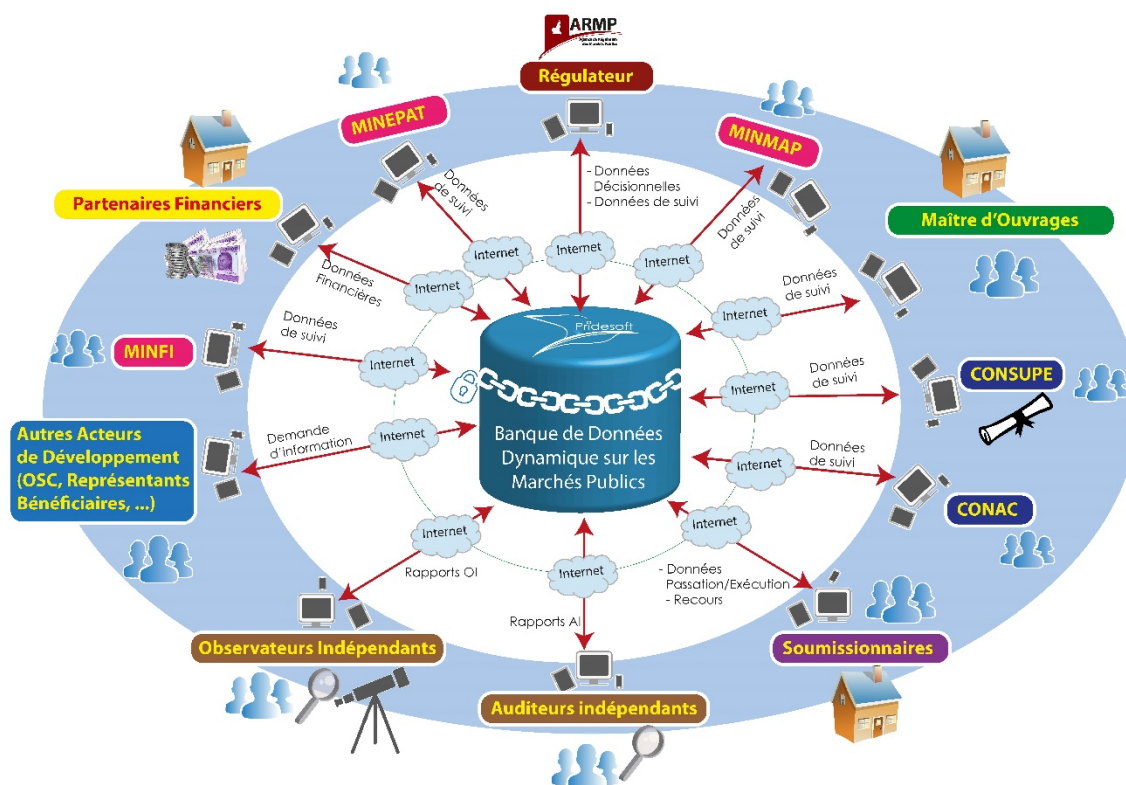 ARMP
Régulateur
MINEPAT
MINMAP
Partenaires Financiers
Maître d'Ouvrages
Données
de suivi
- Données
Décisionnelles
- Données de suivi
Données
de suivi
Internet
Internet
Internet
Données
Financières
Internet
Données
de suivi
Internet
Pridesoft
MINFI
Données
de suivi
Internet
Données
de suivi
Internet
CONSUPE
Autres Acteurs
de Développement
(OSC, Représentants
Bénéficiaires, ...)
Demande
d'information
Internet
Banque de Données
Dynamique sur les
Marchés Publics
Données
de suivi
Internet
CONAC
Internet
Rapports OI
Internet
Rapports AI
Internet
- Données
Passation/Exécution
- Recours
Observateurs Indépendants
Auditeurs indépendants
Soumissionnaires